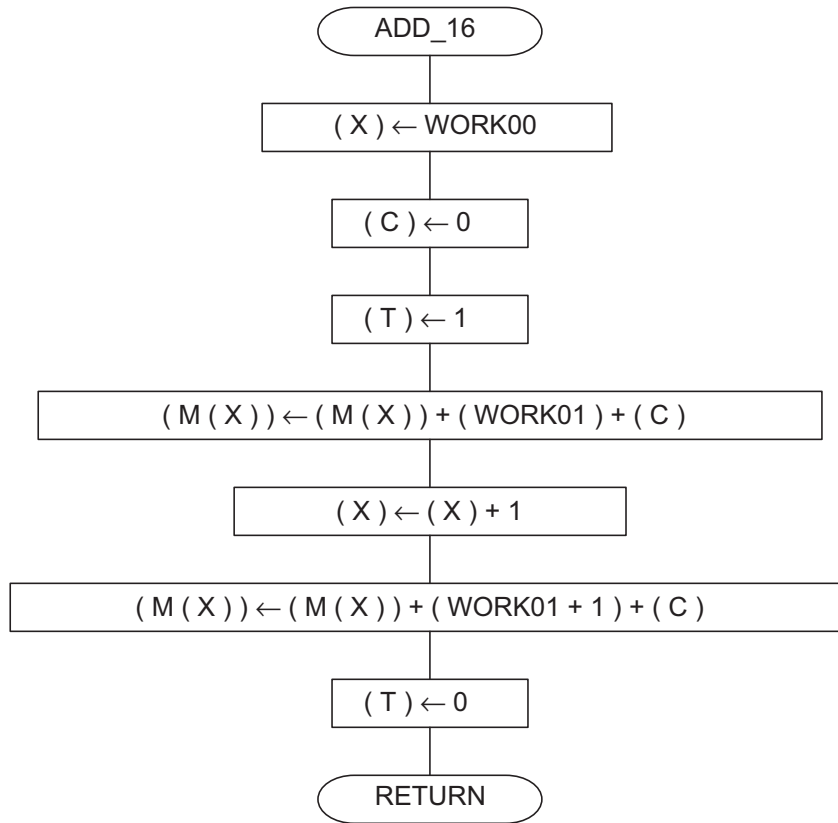 ADD_16
( X ) ← WORK00
( C ) ← 0
( T ) ← 1
( M ( X ) ) ← ( M ( X ) ) + ( WORK01 ) + ( C )
( X ) ← ( X ) + 1
( M ( X ) ) ← ( M ( X ) ) + ( WORK01 + 1 ) + ( C )
( T ) ← 0
RETURN